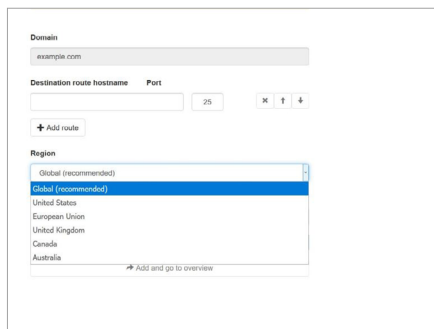 Domain
example.com
Destination route hostname Port
25
Add route
Region
Global (recommended)
Global (recommended)
United States
European Union
United Kingdom
Canada
Australia
Add and go to overview